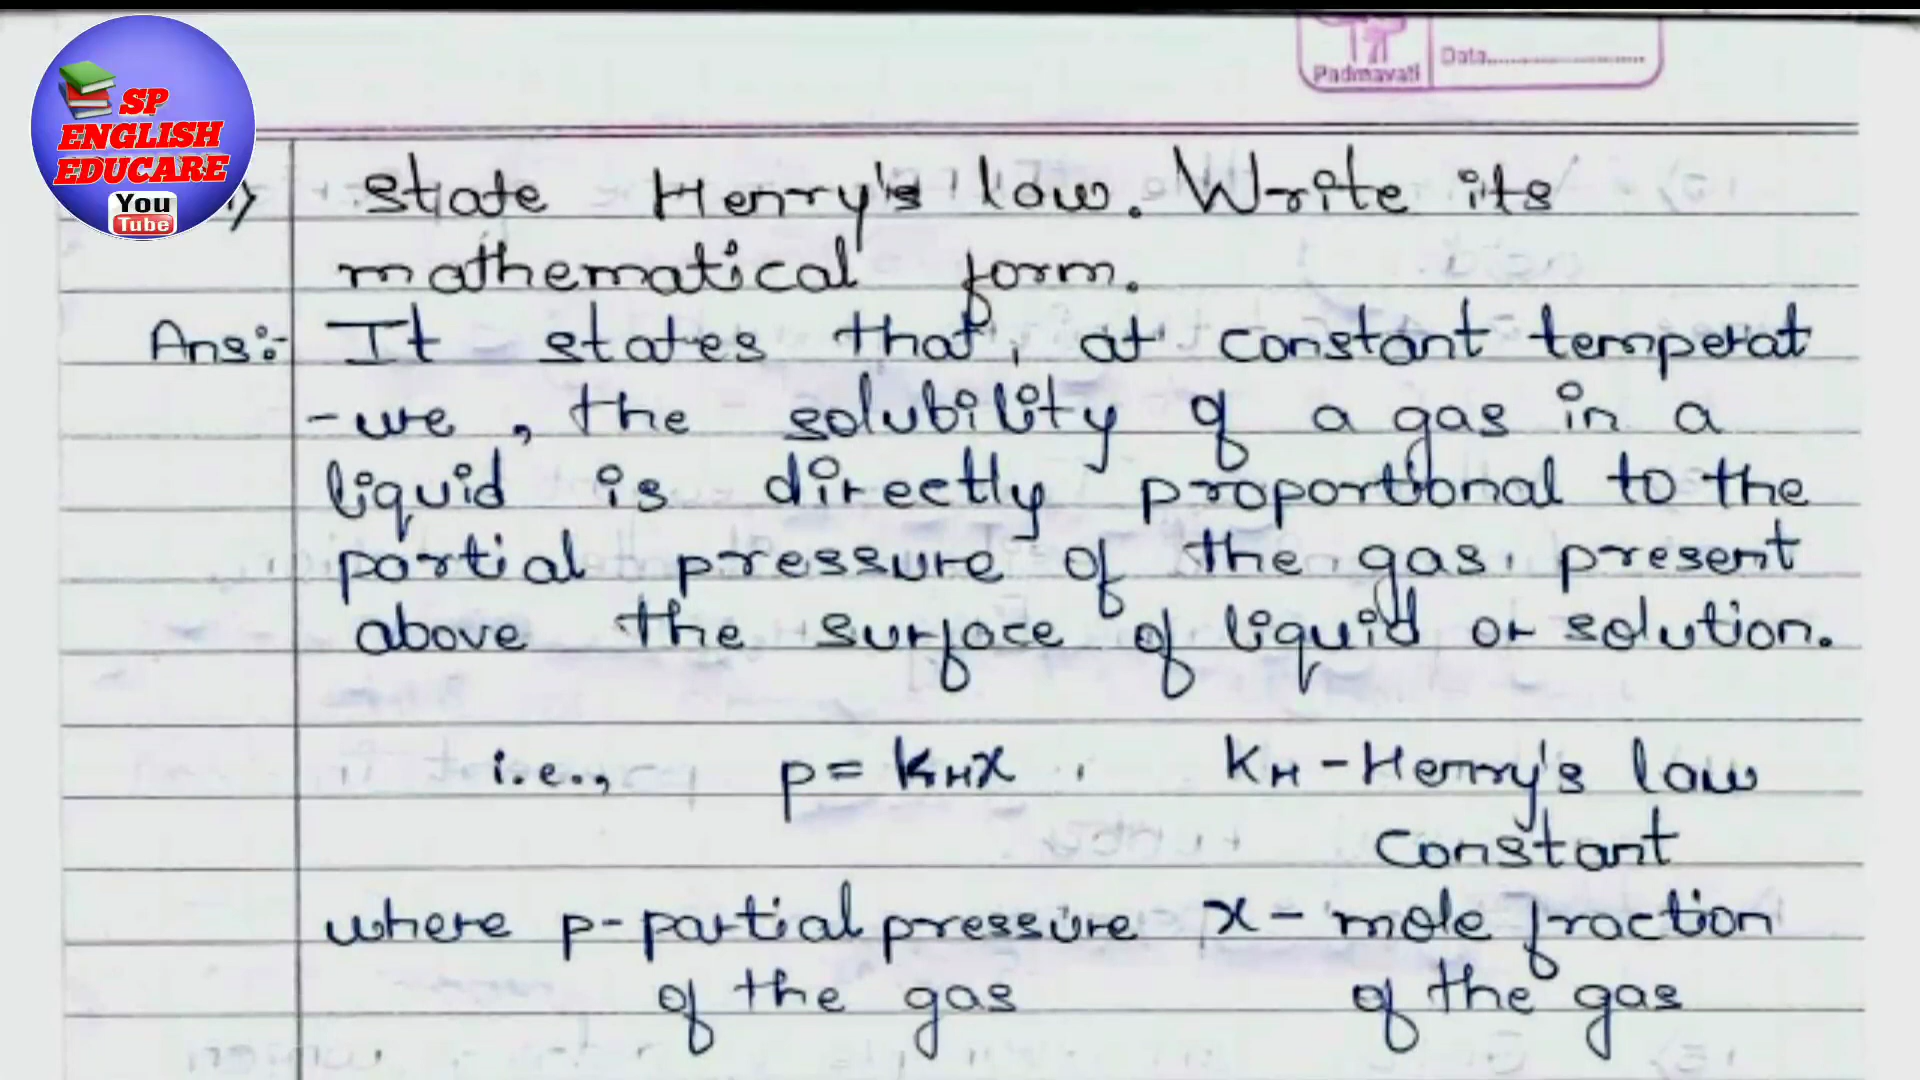 Padmavati
Date
SP
ENGLISH
EDUCARE
You
Tube
State Henry's law. Write its
mathematical form.
Ans:- It states that, at constant temperat
-ure, the solubility of a gas in a
liquid is directly proportional to the
partial pressure of the gas, present
above the surface of liquid or solution.
i.e., p = KHx , KH - Henry's law
constant
where p - partial pressure x - mole fraction
of the gas of the gas